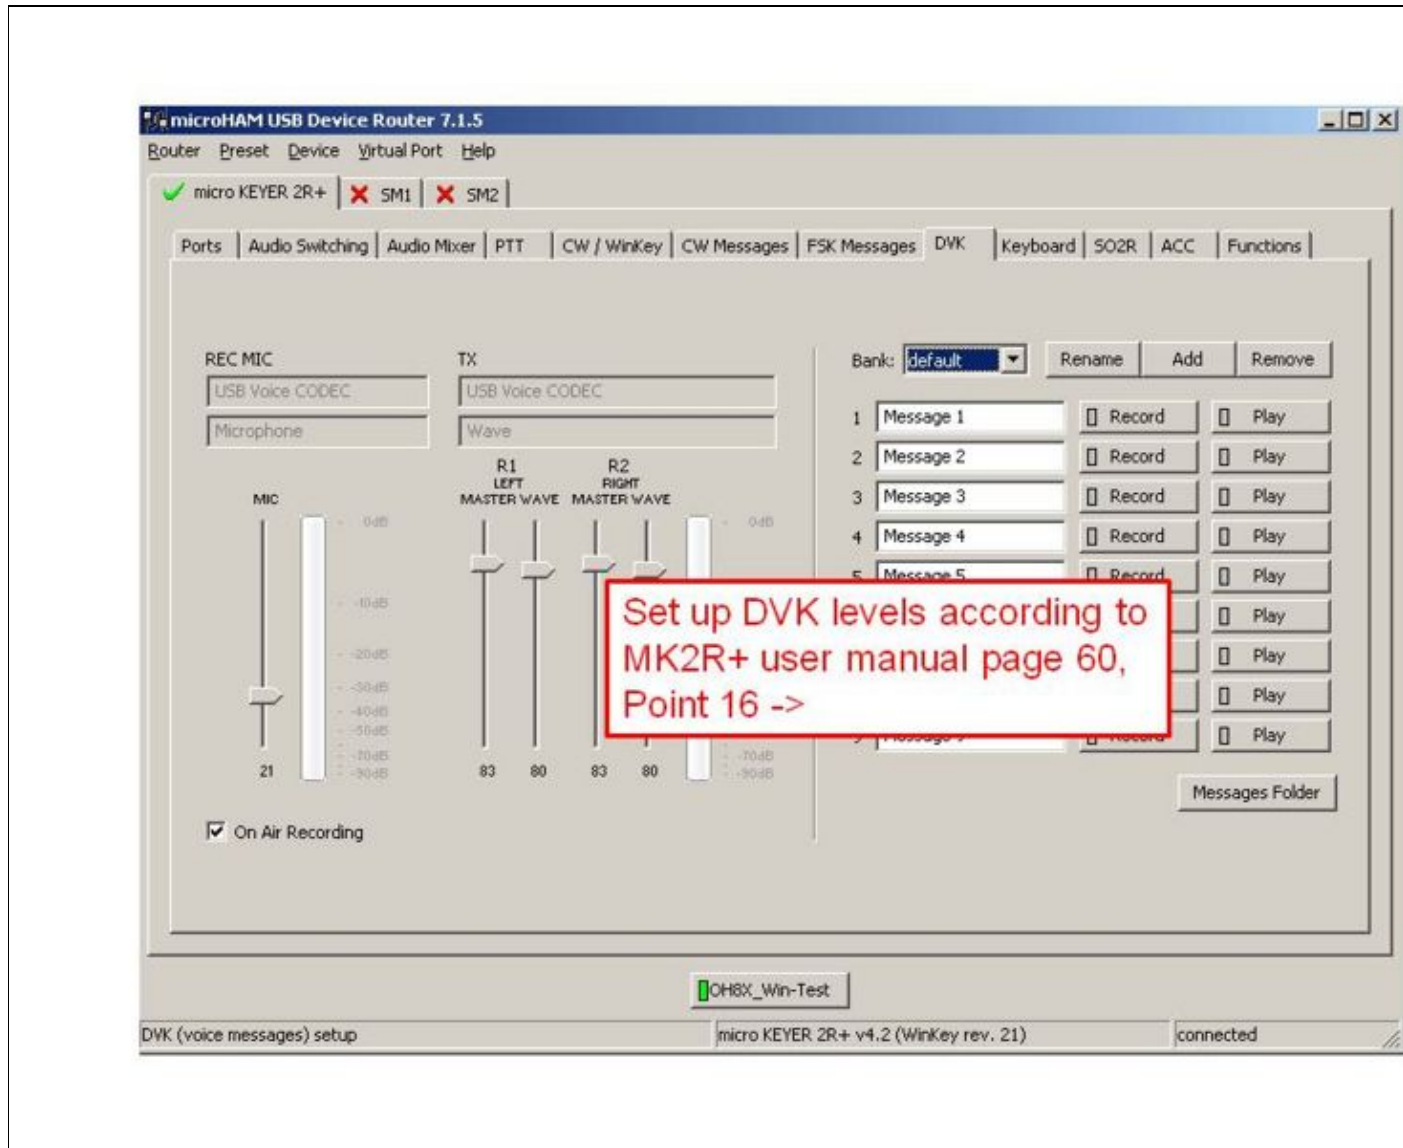 microHAM USB Device Router 7.1.5
Router Preset Device Virtual Port Help
micro KEYER 2R+ SM1 SM2
Ports Audio Switching Audio Mixer PTT CW / WinKey CW Messages FSK Messages DVK Keyboard SO2R ACC Functions
REC MIC
USB Voice CODEC
Microphone
MIC
0dB
-10dB
-20dB
-30dB
-40dB
-50dB
-70dB
-90dB
21
On Air Recording
TX
USB Voice CODEC
Wave
R1 R2
LEFT RIGHT
MASTER WAVE MASTER WAVE
0dB
-70dB
-90dB
83 80 83 80
Bank: default Rename Add Remove
1 Message 1 Record Play
2 Message 2 Record Play
3 Message 3 Record Play
4 Message 4 Record Play
5 Message 5 Record Play
Play
Play
Play
Play
Set up DVK levels according to
MK2R+ user manual page 60,
Point 16 ->
Messages Folder
OH8X_Win-Test
DVK (voice messages) setup micro KEYER 2R+ v4.2 (WinKey rev. 21) connected